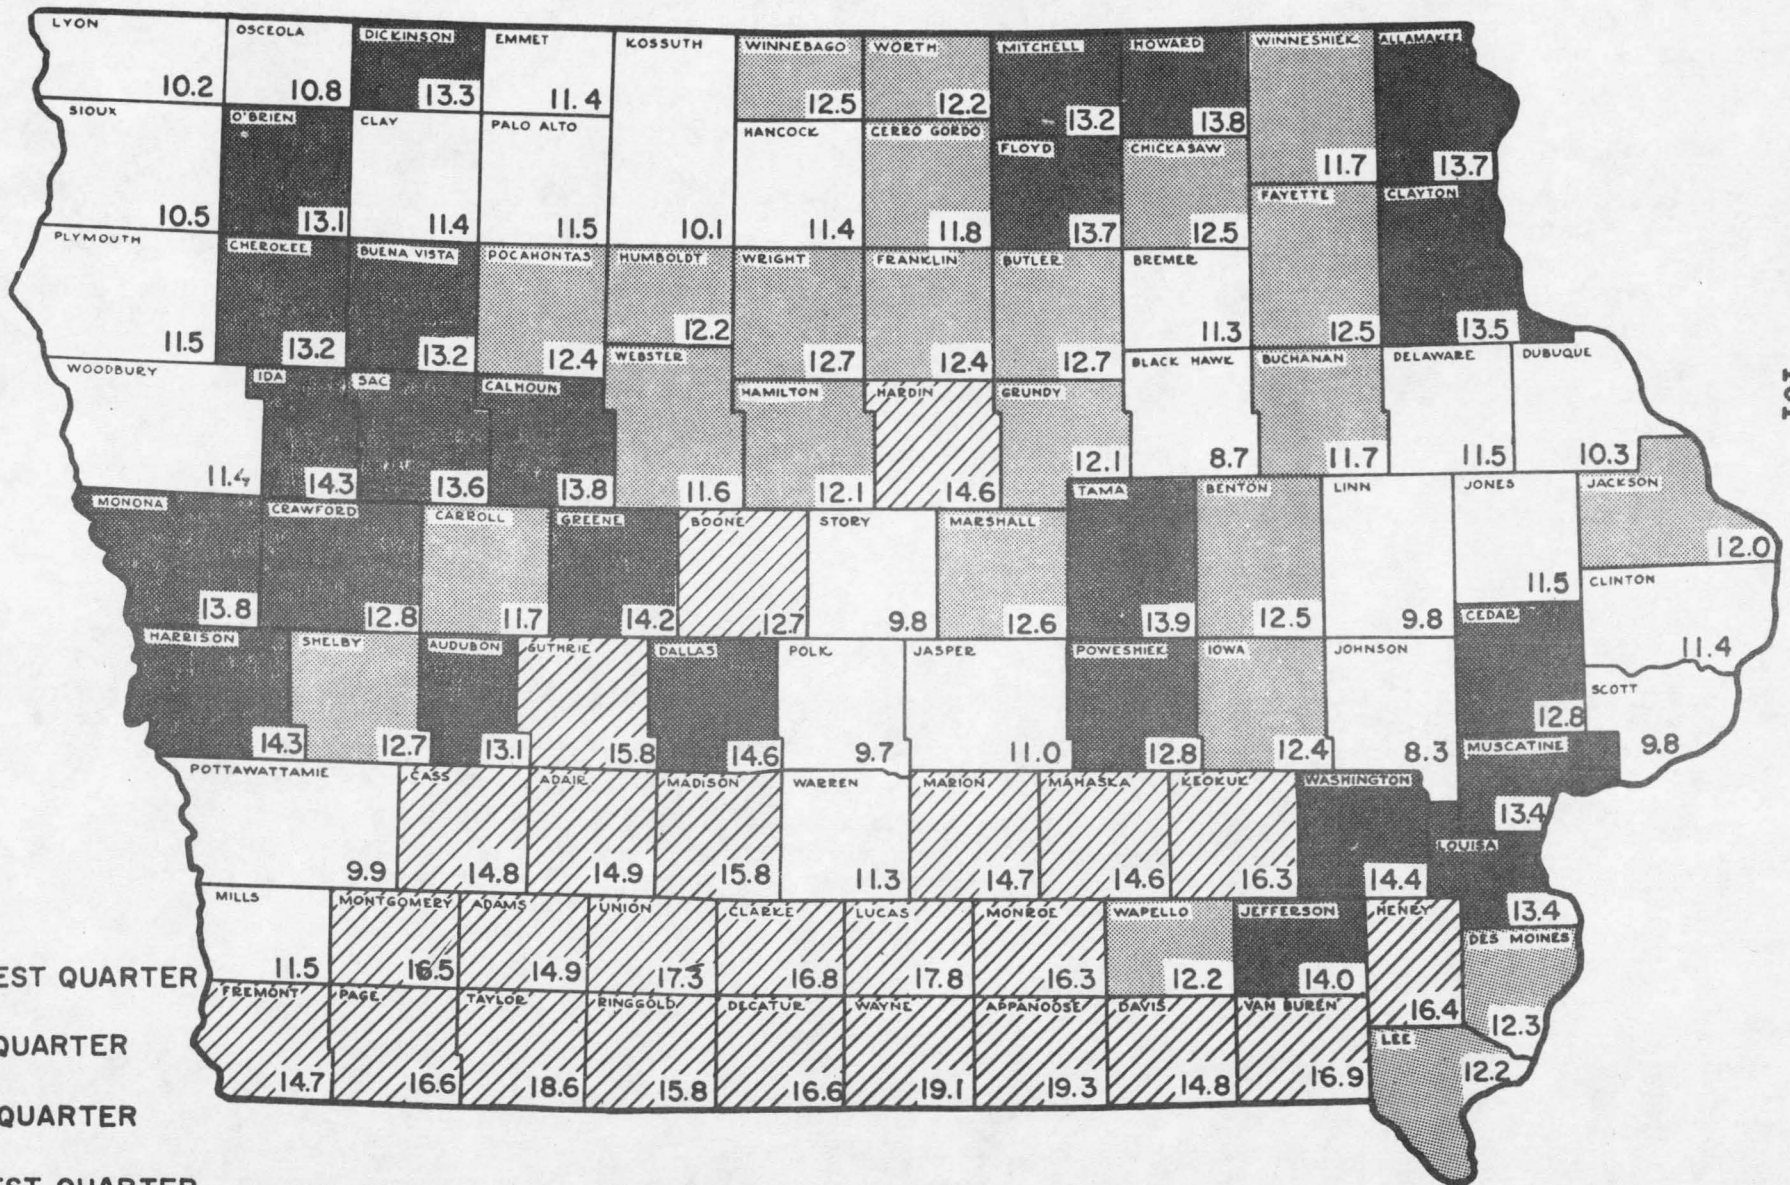 LYON
10.2
OSCEOLA
10.8
DICKINSON
13.3
EMMET
11.4
KOSSUTH
10.1
WINNEBAGO
12.5
WORTH
12.2
MITCHELL
13.2
HOWARD
13.8
WINNESHIEK
11.7
ALLAMAKEE
13.7
SIOUX
10.5
O'BRIEN
13.1
CLAY
11.4
PALO ALTO
11.5
HANCOCK
11.4
CERRO GORDO
11.8
FLOYD
13.7
CHICKASAW
12.5
FAYETTE
12.5
CLAYTON
13.5
PLYMOUTH
11.5
CHEROKEE
13.2
BUENA VISTA
13.2
POCAHONTAS
12.4
HUMBOLDT
12.2
WRIGHT
12.7
FRANKLIN
12.4
BUTLER
12.7
BREMER
11.3
WOODBURY
11.4
IDA
14.3
SAC
13.6
CALHOUN
13.8
WEBSTER
11.6
HAMILTON
12.1
HARDIN
14.6
GRUNDY
12.1
BLACK HAWK
8.7
BUCHANAN
11.7
DELAWARE
11.5
DUBUQUE
10.3
MONONA
13.8
CRAWFORD
12.8
CARROLL
11.7
GREENE
14.2
BOONE
12.7
STORY
9.8
MARSHALL
12.6
TAMA
13.9
BENTON
12.5
LINN
9.8
JONES
11.5
JACKSON
12.0
CLINTON
11.4
HARRISON
14.3
SHELBY
12.7
AUDUBON
13.1
GUTHRIE
15.8
DALLAS
14.6
POLK
9.7
JASPER
11.0
POWESHIEK
12.8
IOWA
12.4
JOHNSON
8.3
CEDAR
12.8
SCOTT
9.8
POTTAWATTAMIE
9.9
CASS
14.8
ADAIR
14.9
MADISON
15.8
WARREN
11.3
MARION
14.7
MAHASKA
14.6
KEOKUK
16.3
WASHINGTON
14.4
MUSCATINE
13.4
LOUISA
13.4
MILLS
11.5
MONTGOMERY
16.5
ADAMS
14.9
UNION
17.3
CLARKE
16.8
LUCAS
17.8
MONROE
16.3
WAPELLO
12.2
JEFFERSON
14.0
HENRY
16.4
DES MOINES
12.3
FREMONT
14.7
PAGE
16.6
TAYLOR
18.6
RINGGOLD
15.8
DECATUR
16.6
WAYNE
19.1
APPANOOSE
19.3
DAVIS
14.8
VAN BUREN
16.9
LEE
12.2
EST QUARTER
QUARTER
QUARTER
EST QUARTER